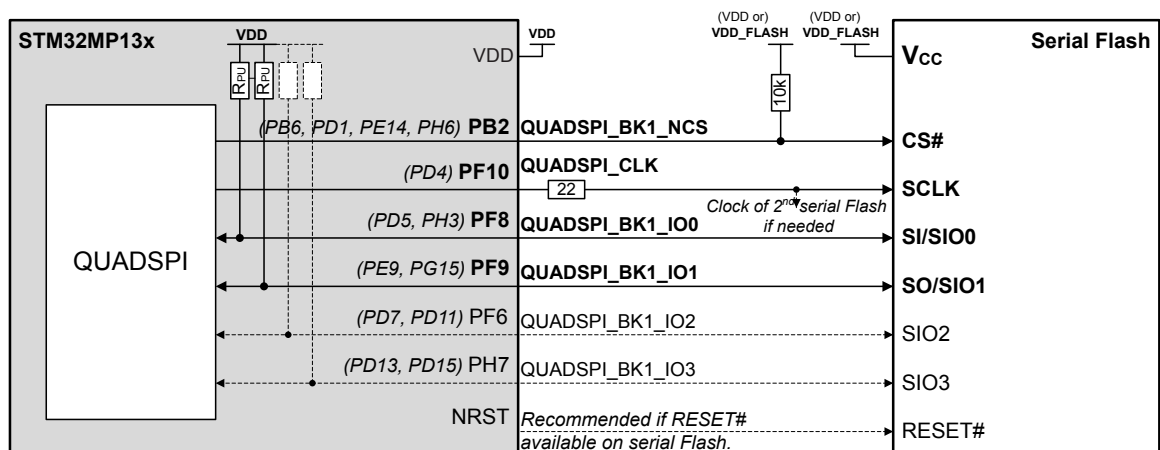 STM32MP13x
VDD
VDD
VDD
(VDD or)
VDD_FLASH
(VDD or)
VDD_FLASH
Serial Flash
VCC
RPU
RPU
10k
(PB6, PD1, PE14, PH6) PB2
QUADSPI_BK1_NCS
CS#
(PD4) PF10
QUADSPI_CLK
22
SCLK
Clock of 2nd serial Flash
if needed
(PD5, PH3) PF8
QUADSPI_BK1_IO0
SI/SIO0
QUADSPI
(PE9, PG15) PF9
QUADSPI_BK1_IO1
SO/SIO1
(PD7, PD11) PF6
QUADSPI_BK1_IO2
SIO2
(PD13, PD15) PH7
QUADSPI_BK1_IO3
SIO3
NRST
Recommended if RESET#
available on serial Flash.
RESET#